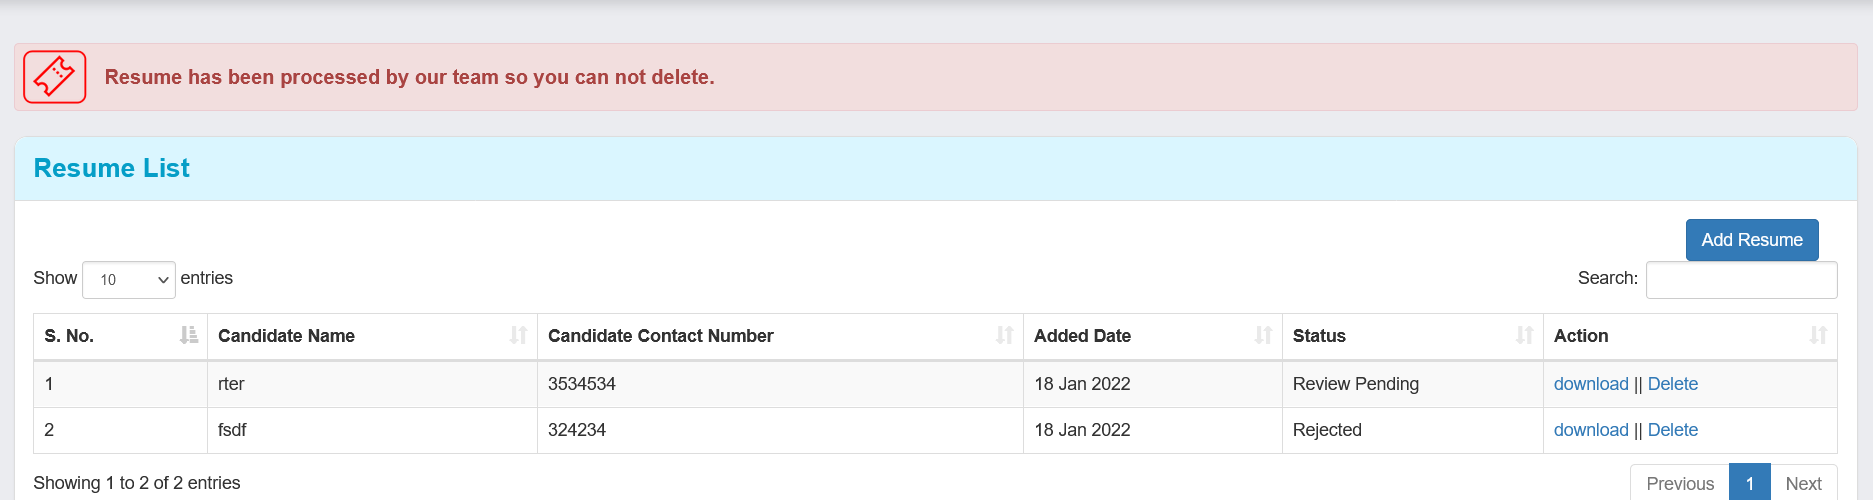 Resume has been processed by our team so you can not delete.
Resume List
Add Resume
Show 10 entries Search:
S. No. Candidate Name Candidate Contact Number Added Date Status Action
1 rter 3534534 18 Jan 2022 Review Pending download || Delete
2 fsdf 324234 18 Jan 2022 Rejected download || Delete
Showing 1 to 2 of 2 entries Previous 1 Next